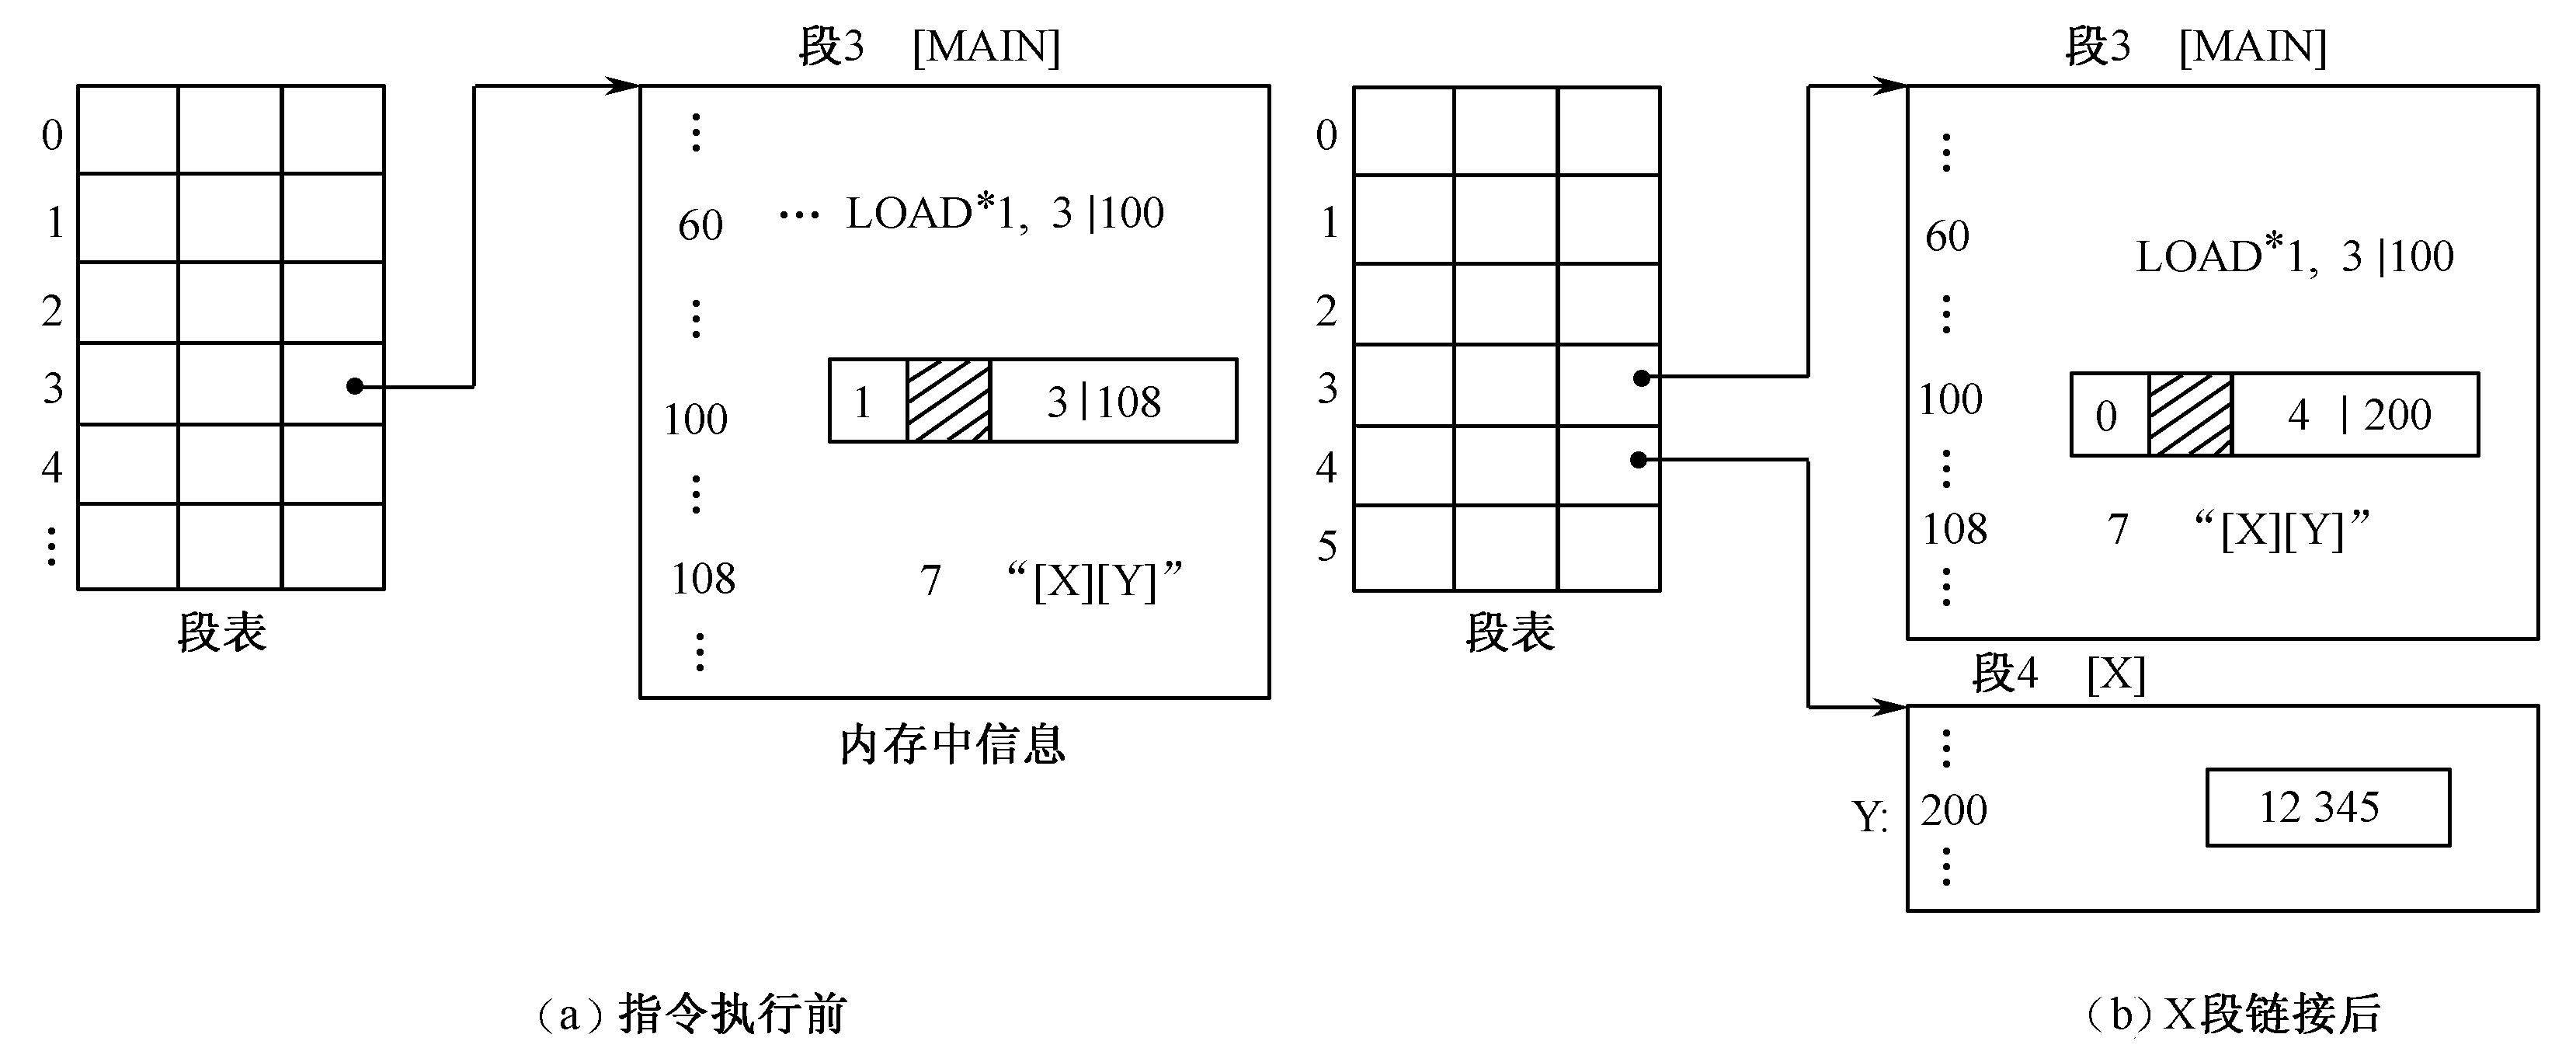 段3 [MAIN]
0
1
2
3
4
⋮
段表
⋮
60 ··· LOAD*1, 3 |100
⋮
100 1 3|108
⋮
108 7 “[X][Y]”
⋮
内存中信息
(a)指令执行前
段3 [MAIN]
0
1
2
3
4
5
段表
⋮
60 LOAD*1, 3 |100
⋮
100 0 4 | 200
⋮
108 7 “[X][Y]”
⋮
段4 [X]
⋮
Y: 200 12 345
⋮
(b)X段链接后